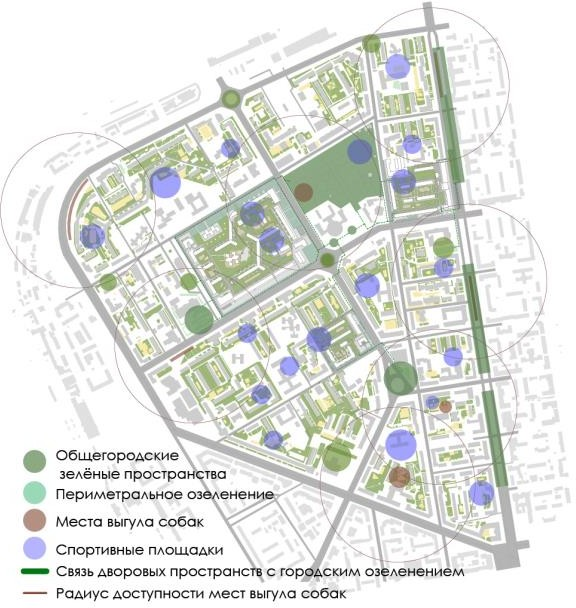 Общегородские
зелёные пространства
Периметральное озеленение
Места выгула собак
Спортивные площадки
Связь дворовых пространств с городским озеленением
Радиус доступности мест выгула собак